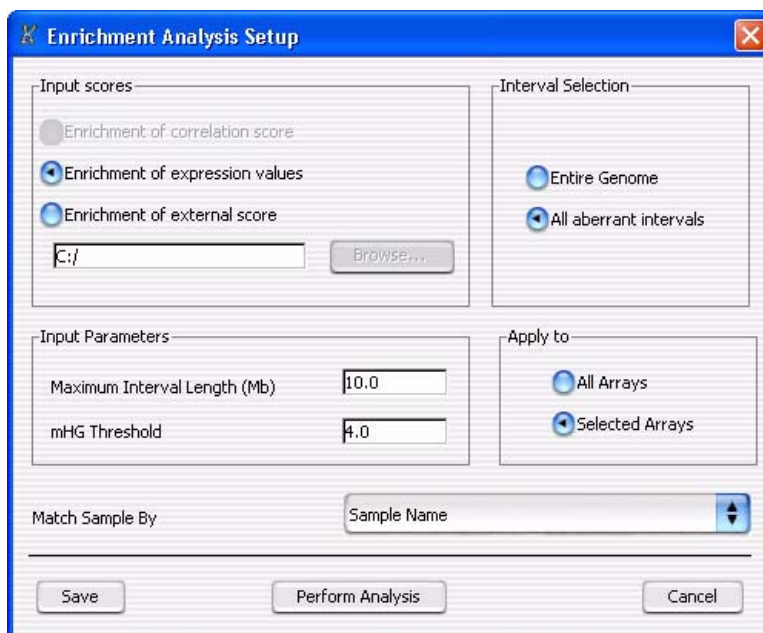 Enrichment Analysis Setup
Input scores
Enrichment of correlation score
Enrichment of expression values
Enrichment of external score
C:/
Browse...
Interval Selection
Entire Genome
All aberrant intervals
Input Parameters
Maximum Interval Length (Mb)
10.0
mHG Threshold
4.0
Apply to
All Arrays
Selected Arrays
Match Sample By
Sample Name
Save
Perform Analysis
Cancel